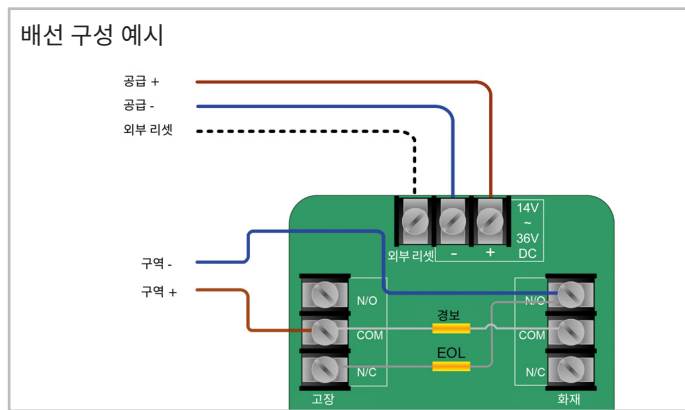 배선 구성 예시
공급 +
공급 -
외부 리셋
14V
~
36V
외부 리셋 - + DC
구역 -
구역 +
N/O N/O
경보
COM COM
EOL
N/C N/C
고장 화재